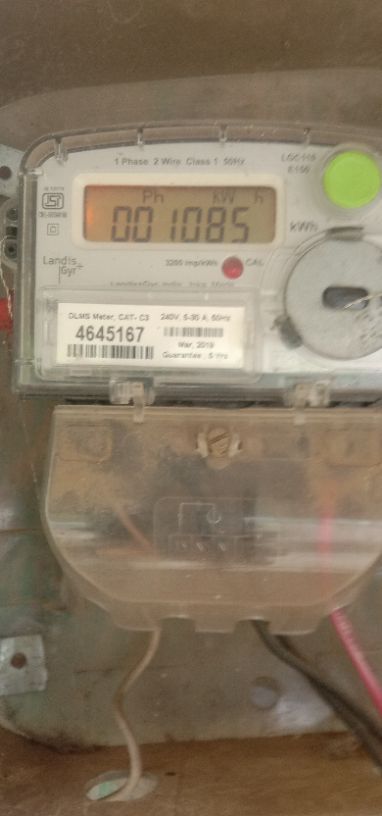 1 Phase 2 Wire Class 1 50Hz
Ph kW h
001085
kWh
3200 imp/kWh CAL
Landis
Gyr+
DLMS Meter, CAT- C3 240V, 5-30 A, 50Hz
4645167
Mar, 2019
Guarantee : 5 Yrs